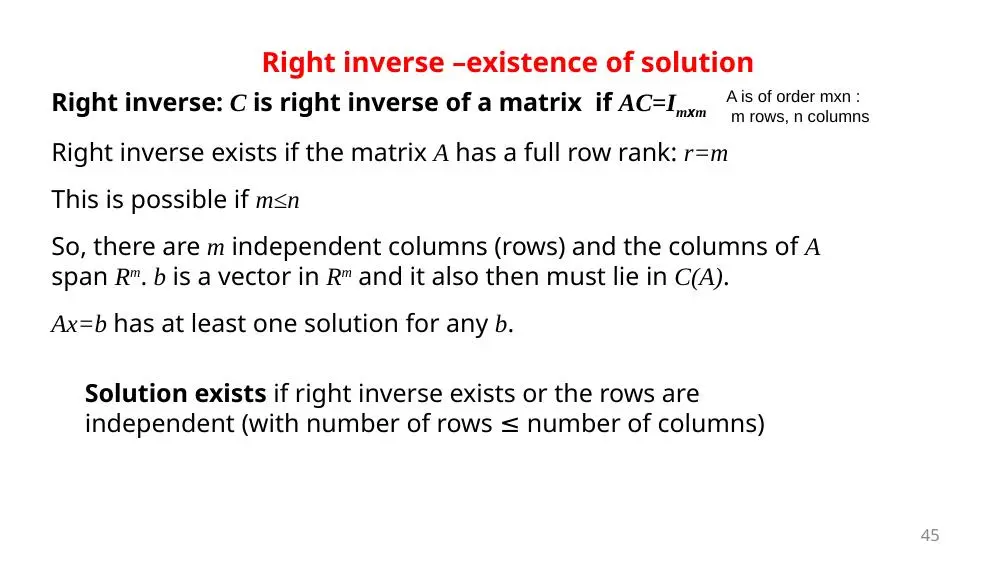 Right inverse –existence of solution
Right inverse: C is right inverse of a matrix if AC=Imxm
A is of order mxn :
m rows, n columns
Right inverse exists if the matrix A has a full row rank: r=m
This is possible if m≤n
So, there are m independent columns (rows) and the columns of A
span Rᵐ. b is a vector in Rᵐ and it also then must lie in C(A).
Ax=b has at least one solution for any b.
Solution exists if right inverse exists or the rows are
independent (with number of rows ≤ number of columns)
45